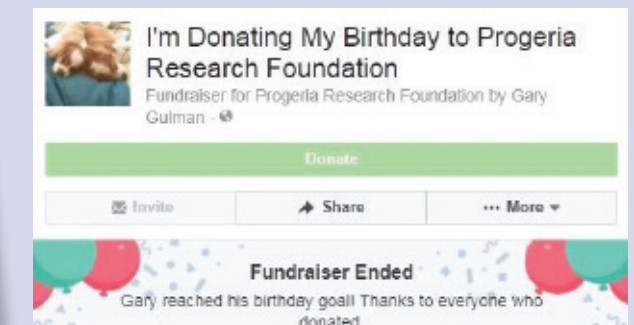 I'm Donating My Birthday to Progeria
Research Foundation
Fundraiser for Progeria Research Foundation by Gary
Gulman ·
Donate
Invite
Share
··· More
Fundraiser Ended
Gary reached his birthday goal! Thanks to everyone who
donated